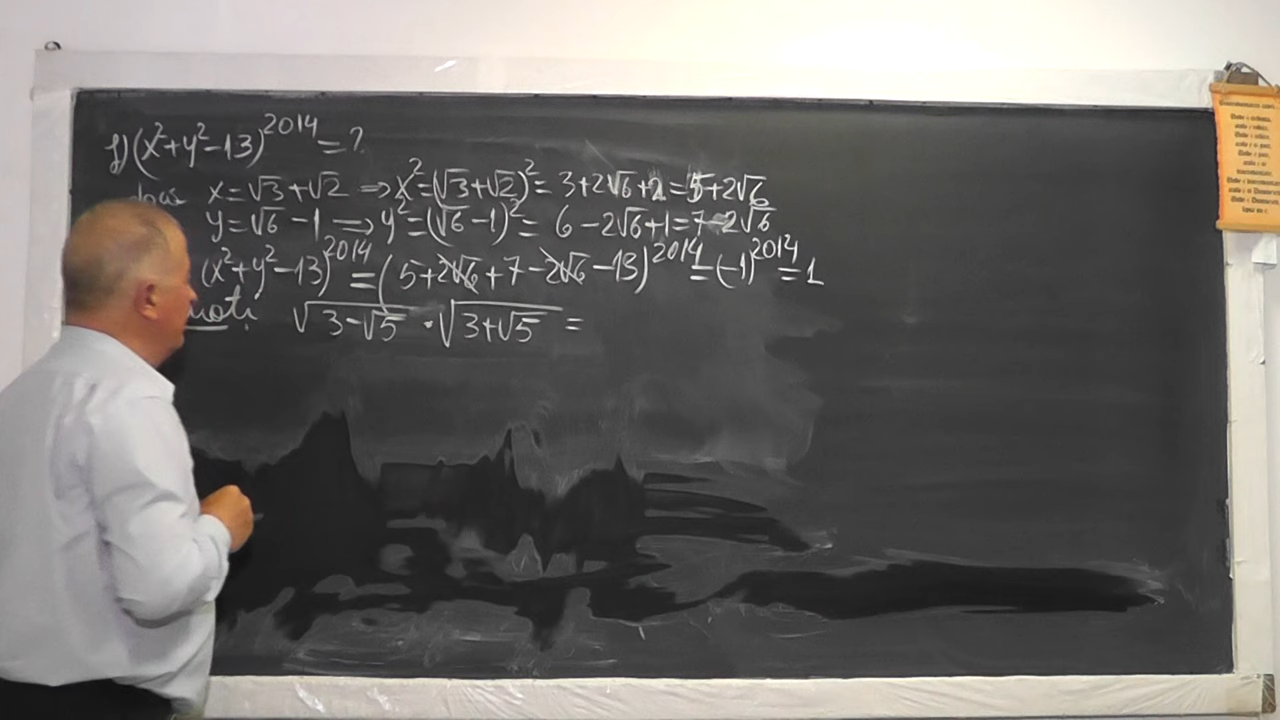 f) (x²+y²-13)²⁰¹⁴ = ?
x = √3+√2 ⇒ x² = (√3+√2)² = 3+2√6+2 = 5+2√6
y = √6-1 ⇒ y² = (√6-1)² = 6-2√6+1 = 7-2√6
(x²+y²-13)²⁰¹⁴ = (5+2√6+7-2√6-13)²⁰¹⁴ = (-1)²⁰¹⁴ = 1
√(3-√5) · √(3+√5) =